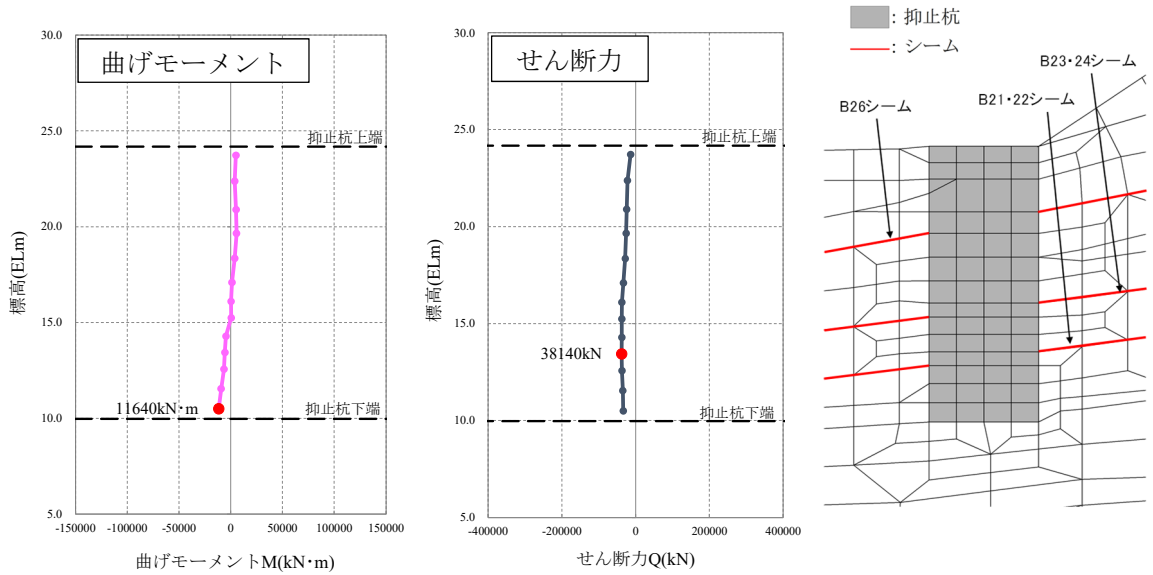 曲げモーメント
30.0
25.0
20.0
15.0
10.0
5.0
標高(ELm)
抑止杭上端
11640kN・m
抑止杭下端
-150000 -100000 -50000 0 50000 100000 150000
曲げモーメントM(kN・m)
せん断力
30.0
25.0
20.0
15.0
10.0
5.0
標高(ELm)
抑止杭上端
38140kN
抑止杭下端
-400000 -200000 0 200000 400000
せん断力Q(kN)
:抑止杭
:シーム
B23・24シーム
B21・22シーム
B26シーム